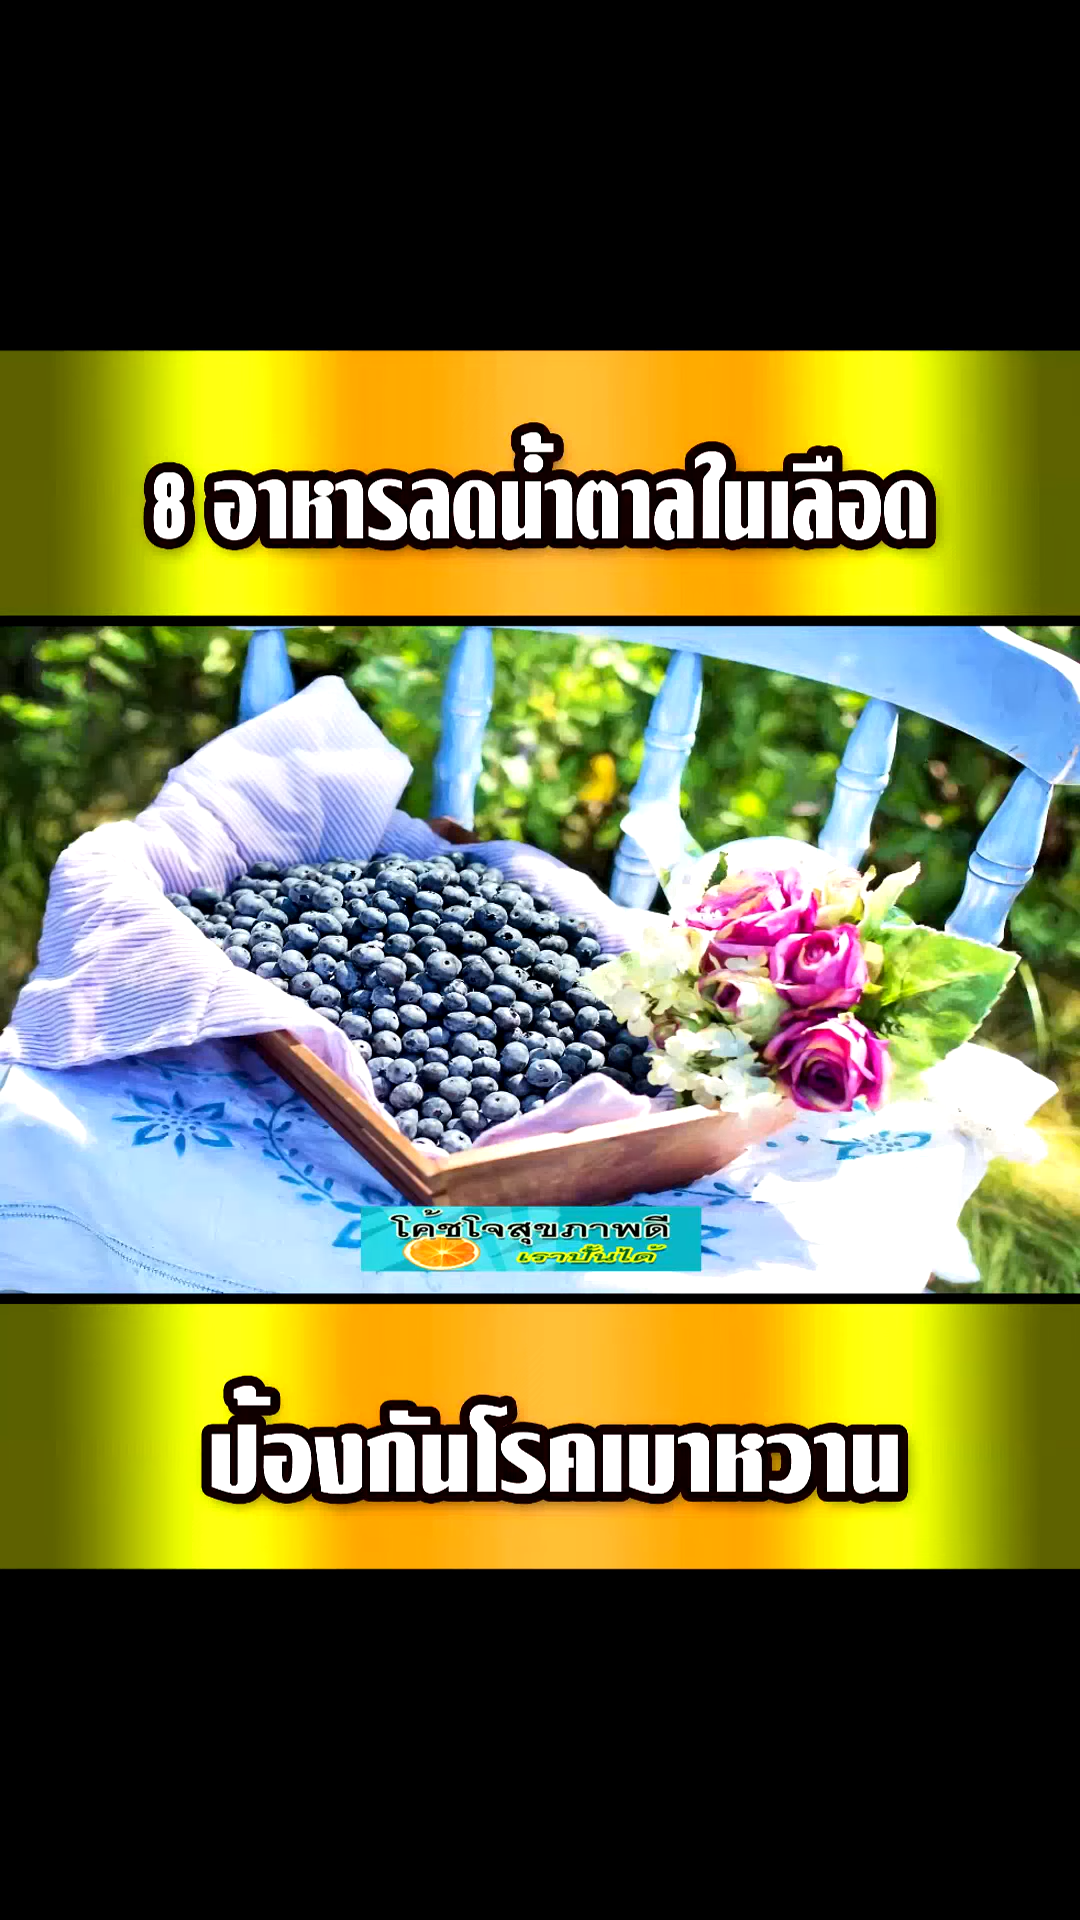 8 อาหารลดน้ำตาลในเลือด
โค้ชโจสุขภาพดี
เราปั้นได้
ป้องกันโรคเบาหวาน